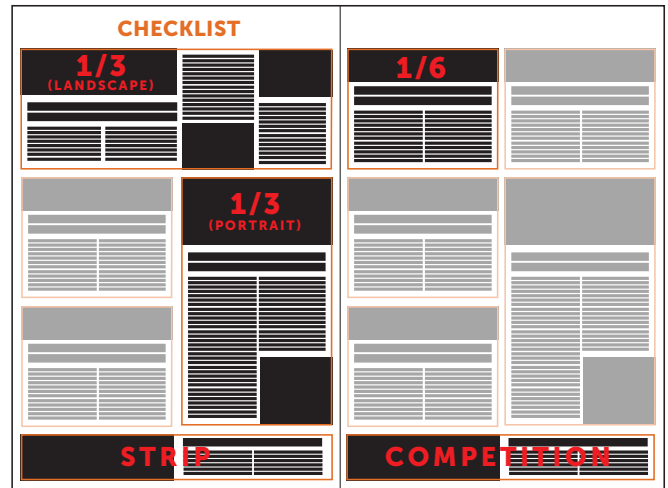 CHECKLIST
1/3
(LANDSCAPE)
1/6
1/3
(PORTRAIT)
STRIP
COMPETITION